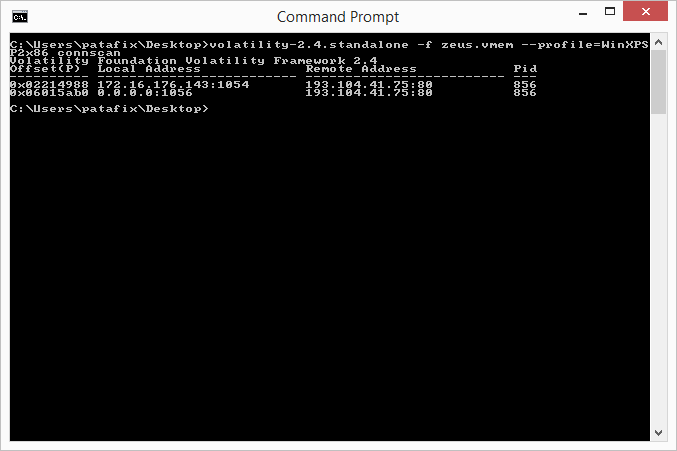 Command Prompt
C:\Users\patafix\Desktop>volatility-2.4.standalone -f zeus.vmem --profile=WinXPS
P2x86 connscan
Volatility Foundation Volatility Framework 2.4
Offset(P)  Local Address             Remote Address            Pid
---------- ------------------------- ------------------------- ---
0x02214988 172.16.176.143:1054       193.104.41.75:80          856
0x06015ab0 0.0.0.0:1056              193.104.41.75:80          856
C:\Users\patafix\Desktop>